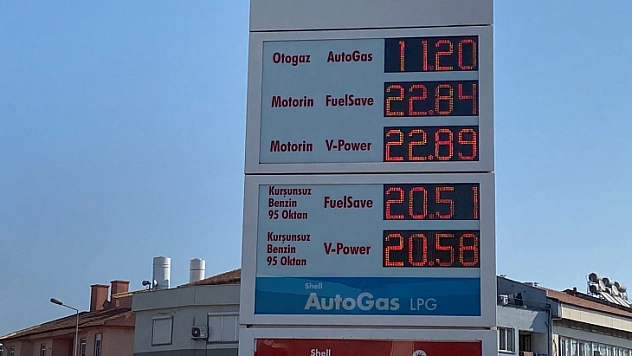 Otogaz AutoGas 11.20
Motorin FuelSave 22.84
Motorin V-Power 22.89
Kurşunsuz
Benzin FuelSave 20.51
95 Oktan
Kurşunsuz
Benzin V-Power 20.58
95 Oktan
Shell
AutoGas LPG
Shell